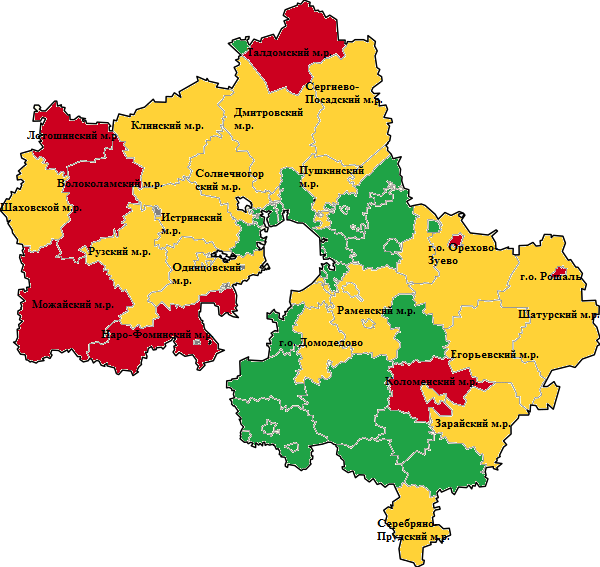 Талдомский м.р.
Сергиево-
Посадский м.р.
Дмитровский
м.р.
Клинский м.р.
Лотошинский м.р
Солнечногор
ский м.р.
Пушкинский
м.р.
Волоколамский м.р.
Шаховской м.р.
Истринский
м.р.
Рузский м.р.
Одинцовский
м.р.
г.о. Орехово
Зуево
г.о. Рошаль
Можайский м.р.
Раменский м.р.
Шатурский м.р.
Наро-Фоминский м.р.
г.о. Домодедово
Егорьевский м.р.
Коломенский м.р.
Зарайский м.р.
Серебряно
Прудский м.р.